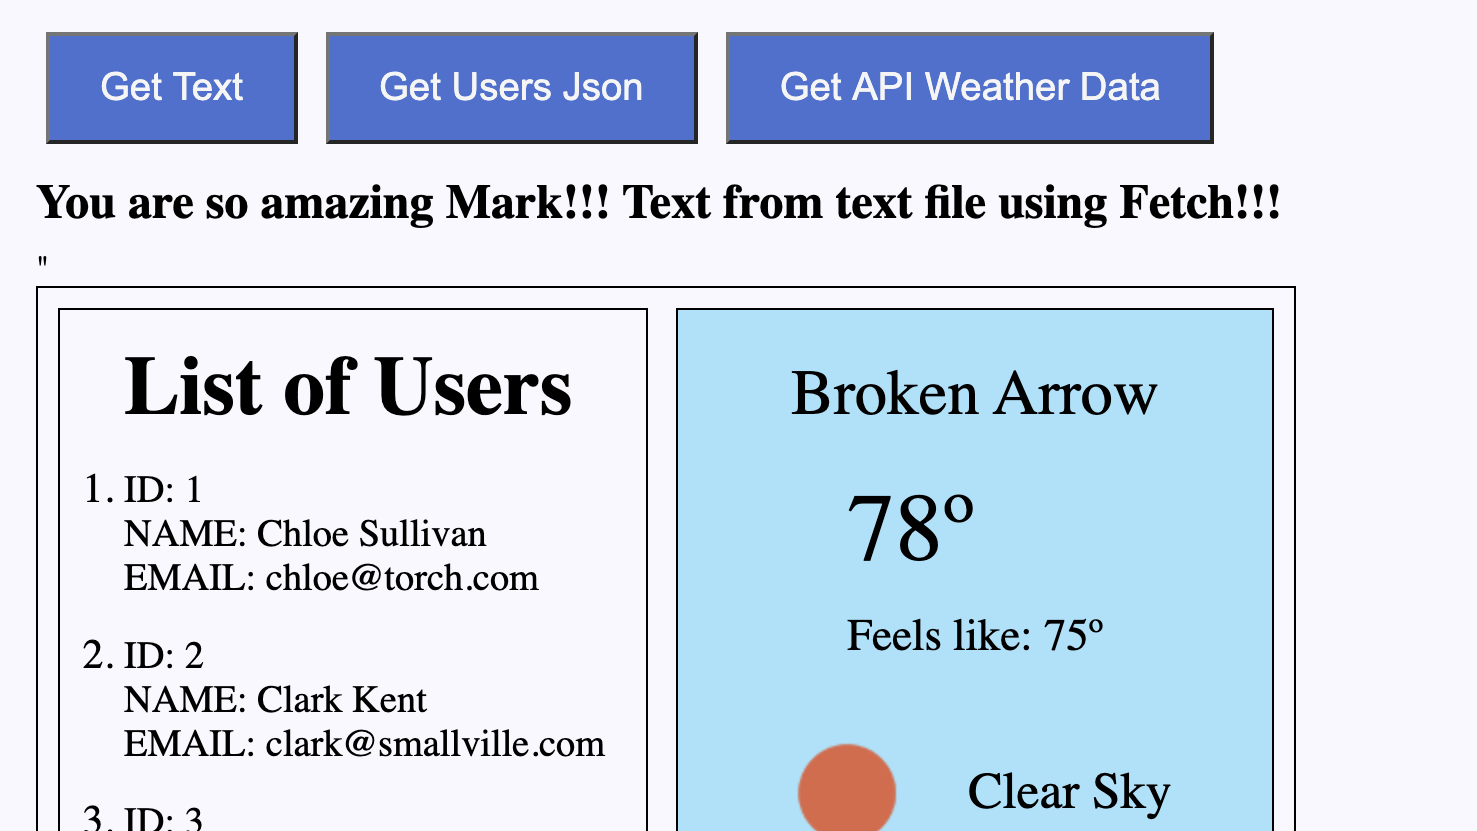 Get Text
Get Users Json
Get API Weather Data
You are so amazing Mark!!! Text from text file using Fetch!!!
"
List of Users
1. ID: 1
NAME: Chloe Sullivan
EMAIL: chloe@torch.com
2. ID: 2
NAME: Clark Kent
EMAIL: clark@smallville.com
3. ID: 3
Broken Arrow
78º
Feels like: 75º
Clear Sky